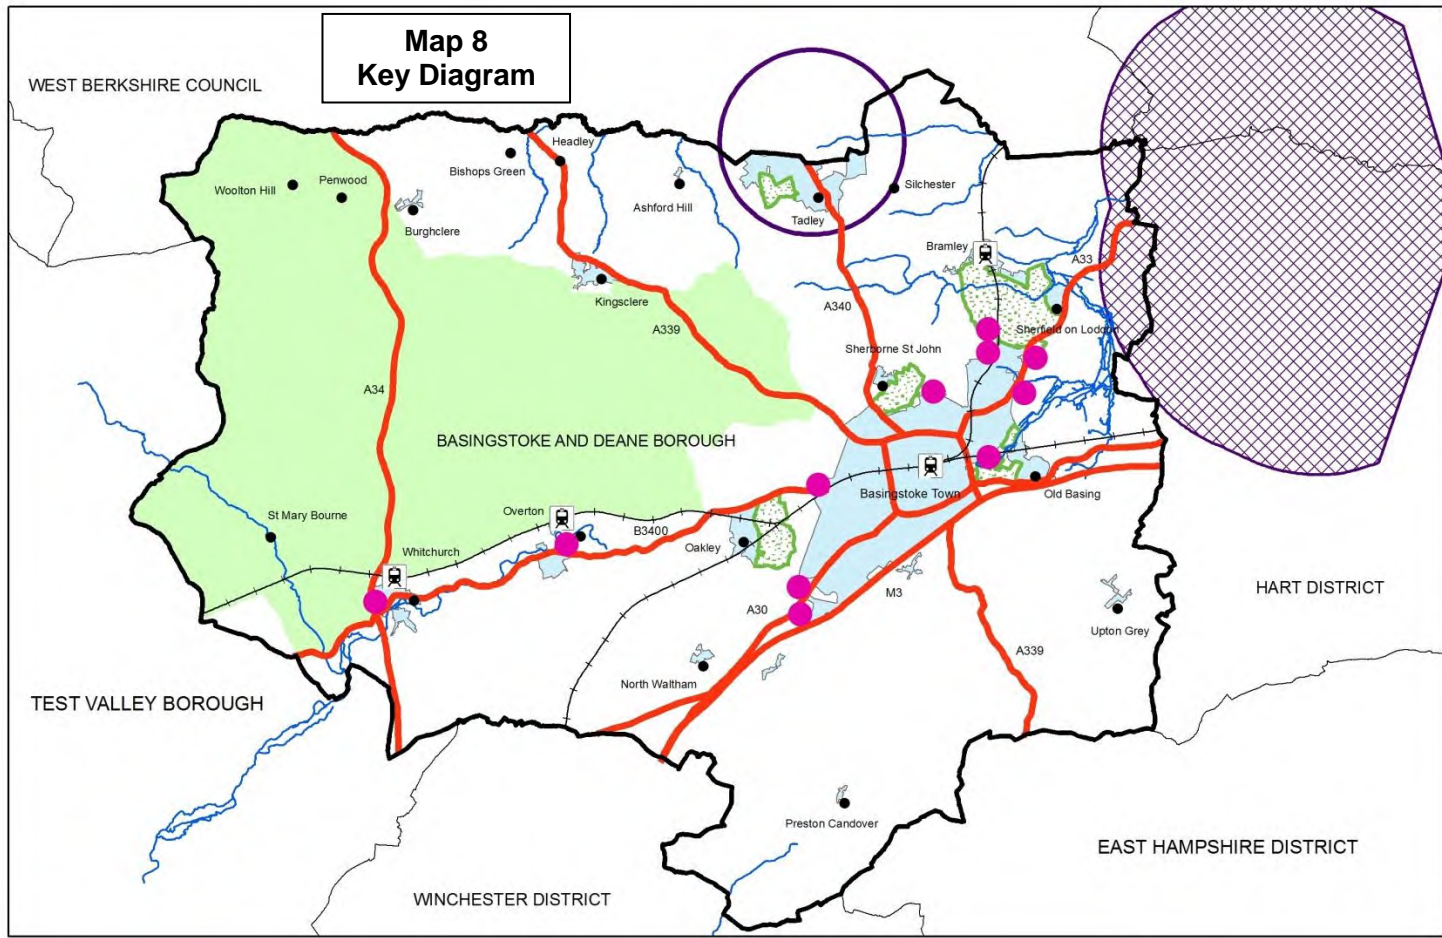 Map 8
Key Diagram
WEST BERKSHIRE COUNCIL
Headley
Bishops Green
Penwood
Woolton Hill
Ashford Hill
Silchester
Tadley
Burghclere
Bramley
A33
Kingsclere
A340
A339
Sherfield on Loddon
Sherborne St John
A34
BASINGSTOKE AND DEANE BOROUGH
Basingstoke Town
Old Basing
St Mary Bourne
Overton
B3400
Oakley
Whitchurch
M3
HART DISTRICT
A30
Upton Grey
A339
North Waltham
TEST VALLEY BOROUGH
Preston Candover
EAST HAMPSHIRE DISTRICT
WINCHESTER DISTRICT